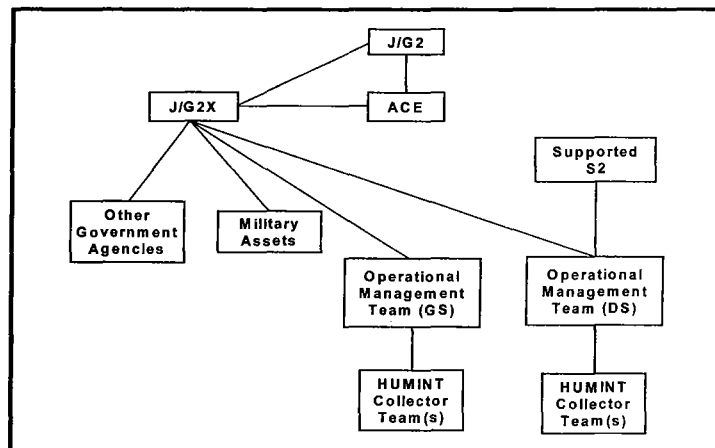 J/G2
J/G2X
ACE
Supported
S2
Other
Government
Agencies
Military
Assets
Operational
Management
Team (GS)
Operational
Management
Team (DS)
HUMINT
Collector
Team(s)
HUMINT
Collector
Team(s)